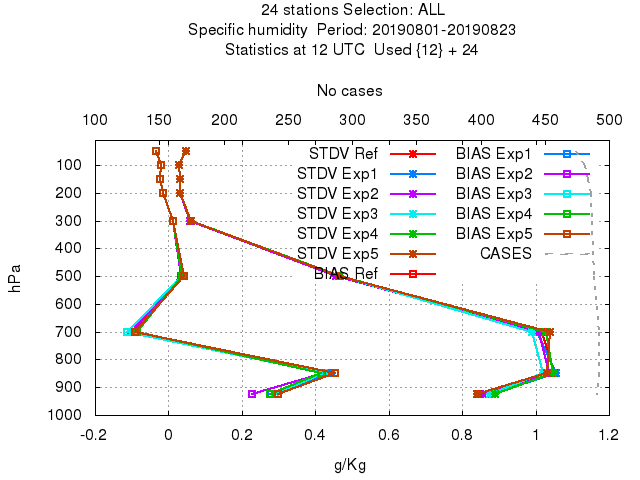 24 stations Selection: ALL
Specific humidity  Period: 20190801-20190823
Statistics at 12 UTC  Used {12} + 24
No cases
100 150 200 250 300 350 400 450 500
STDV Ref
STDV Exp1
STDV Exp2
STDV Exp3
STDV Exp4
STDV Exp5
BIAS Ref
BIAS Exp1
BIAS Exp2
BIAS Exp3
BIAS Exp4
BIAS Exp5
CASES
hPa
100
200
300
400
500
600
700
800
900
1000
-0.2 0 0.2 0.4 0.6 0.8 1 1.2
g/Kg